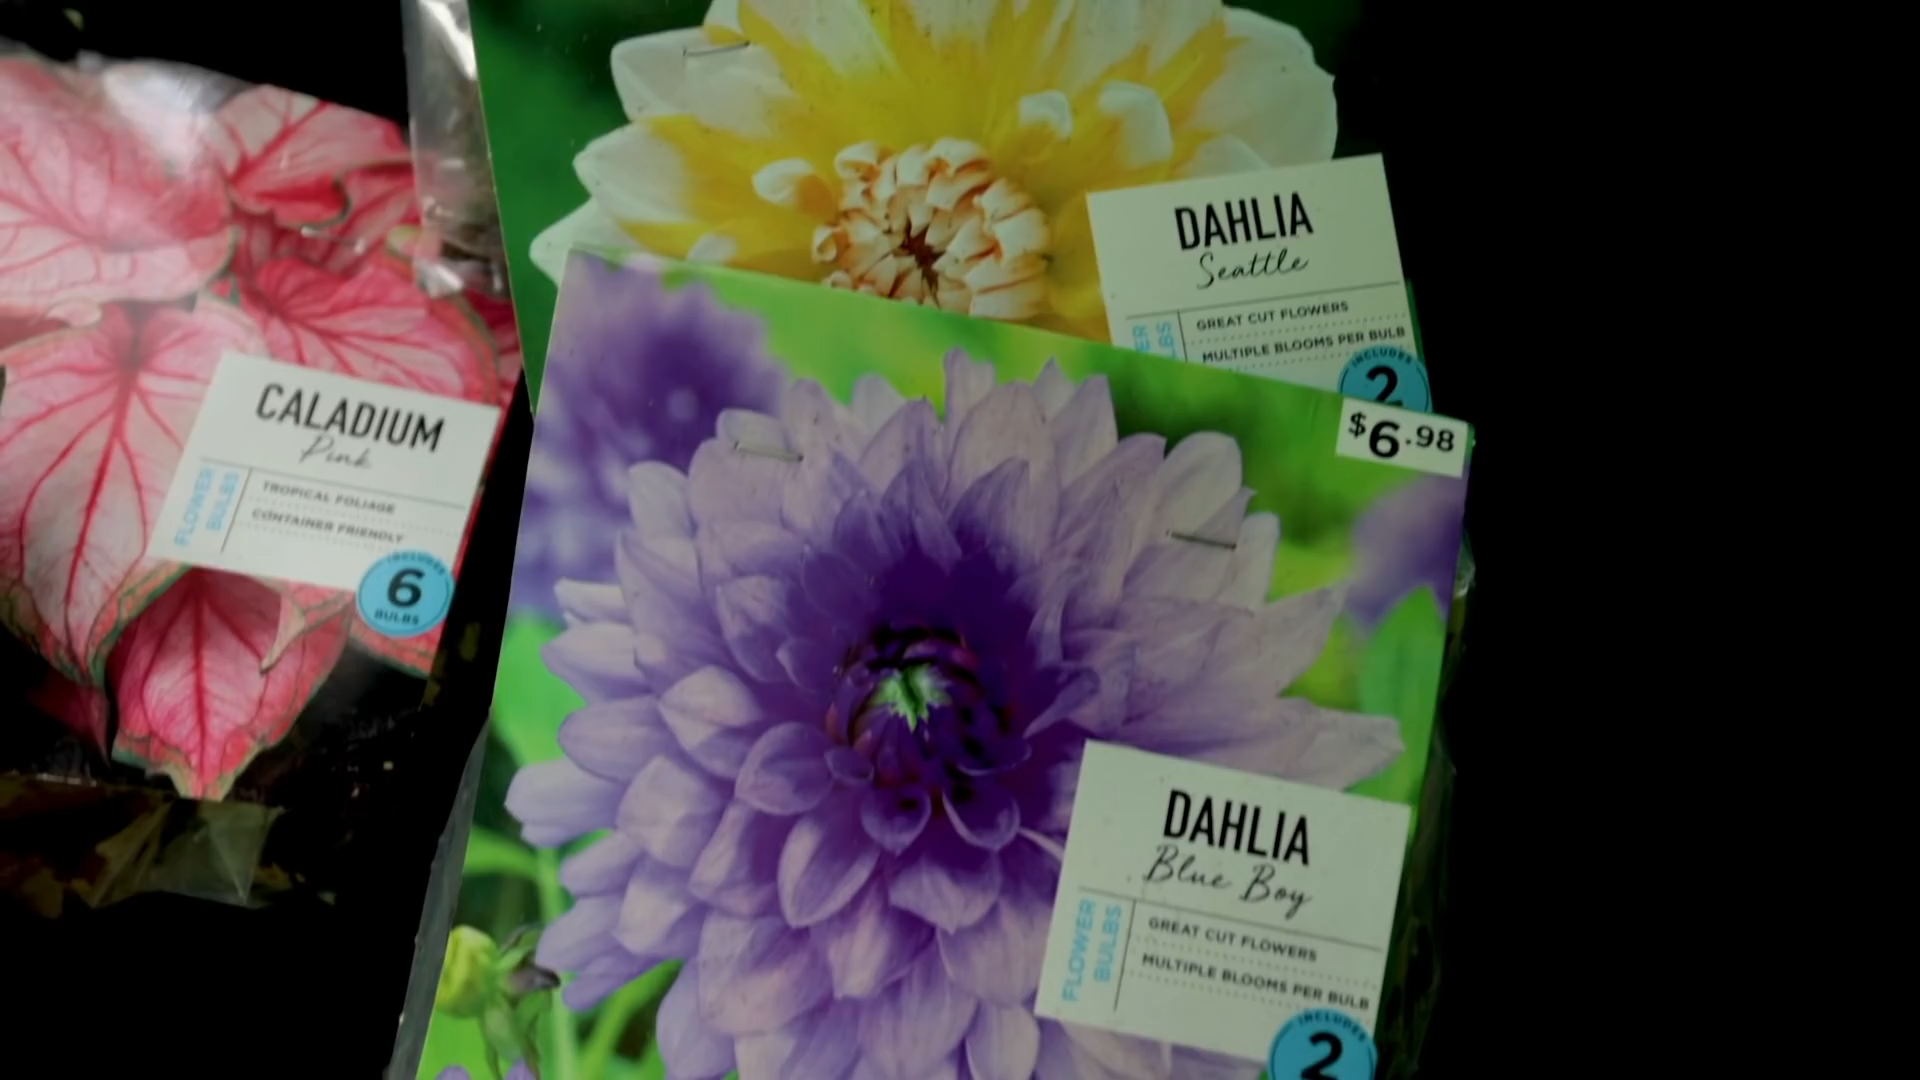 DAHLIA
Seattle
GREAT CUT FLOWERS
MULTIPLE BLOOMS PER BULB
INCLUDES
2
$6.98
CALADIUM
Pink
FLOWER
BULBS
TROPICAL FOLIAGE
CONTAINER FRIENDLY
INCLUDES
6
BULBS
DAHLIA
Blue Boy
FLOWER
BULBS
GREAT CUT FLOWERS
MULTIPLE BLOOMS PER BULB
INCLUDES
2